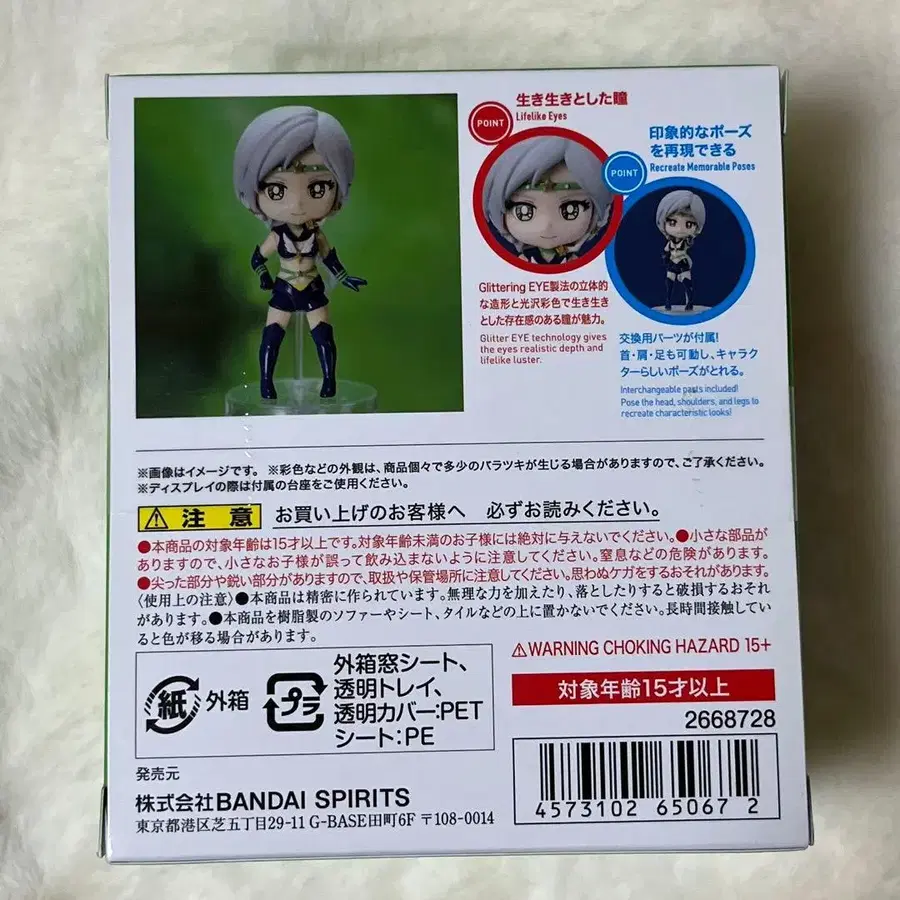 POINT
生き生きとした瞳
Lifelike Eyes
POINT
印象的なポーズ
を再現できる
Recreate Memorable Poses
Glittering EYE製法の立体的
な造形と光沢彩色で生き生き
とした存在感のある瞳が魅力。
Glitter EYE technology gives
the eyes realistic depth and
lifelike luster.
交換用パーツが付属!
首・肩・足も可動し、キャラク
ターらしいポーズがとれる。
Interchangeable pasts included!
Pose the head, shoulders, and legs to
recreate characteristic looks!
※画像はイメージです。 ※彩色などの外観は、商品個々で多少のバラツキが生じる場合がありますので、ご了承ください。
※ディスプレイの際は付属の台座をご使用ください。
注 意 お買い上げのお客様へ 必ずお読みください。
●本商品の対象年齢は15才以上です。対象年齢未満のお子様には絶対に与えないでください。●小さな部品が
ありますので、小さなお子様が誤って飲み込まないように注意してください。窒息などの危険があります。
●尖った部分や鋭い部分がありますので、取扱や保管場所に注意してください。思わぬケガをするおそれがあります。
〈使用上の注意〉●本商品は精密に作られています。無理な力を加えたり、落としたりすると破損するおそれ
があります。●本商品を樹脂製のソファーやシート、タイルなどの上に置かないでください。長時間接触してい
ると色が移る場合があります。
紙 外箱
プラ
外箱窓シート、
透明トレイ、
透明カバー:PET
シート:PE
⚠WARNING CHOKING HAZARD 15+
対象年齢15才以上
2668728
発売元
株式会社BANDAI SPIRITS
東京都港区芝五丁目29-11 G-BASE田町6F 〒108-0014
4573102 65067 2